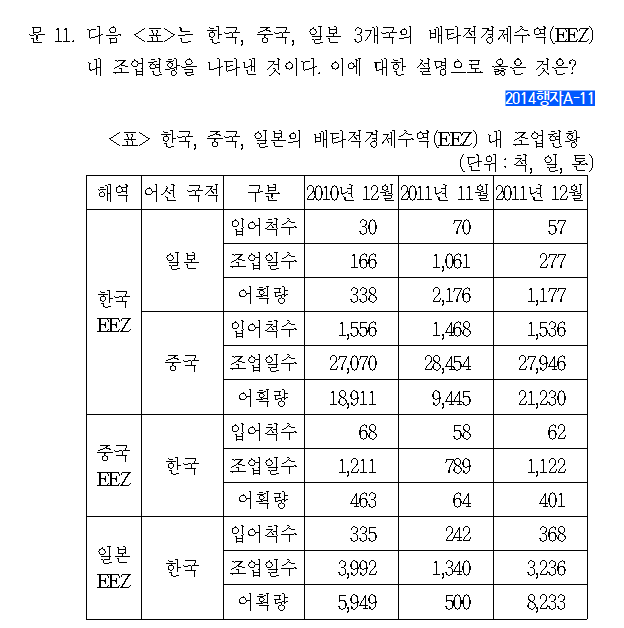 문 11. 다음 <표>는 한국, 중국, 일본 3개국의 배타적경제수역(EEZ)
내 조업현황을 나타낸 것이다. 이에 대한 설명으로 옳은 것은?
2014행자A-11
<표> 한국, 중국, 일본의 배타적경제수역(EEZ) 내 조업현황
(단위 : 척, 일, 톤)
해역 어선 국적 구분 2010년 12월 2011년 11월 2011년 12월
한국 EEZ 일본 입어척수 30 70 57
조업일수 166 1,061 277
어획량 338 2,176 1,177
중국 입어척수 1,556 1,468 1,536
조업일수 27,070 28,454 27,946
어획량 18,911 9,445 21,230
중국 EEZ 한국 입어척수 68 58 62
조업일수 1,211 789 1,122
어획량 463 64 401
일본 EEZ 한국 입어척수 335 242 368
조업일수 3,992 1,340 3,236
어획량 5,949 500 8,233